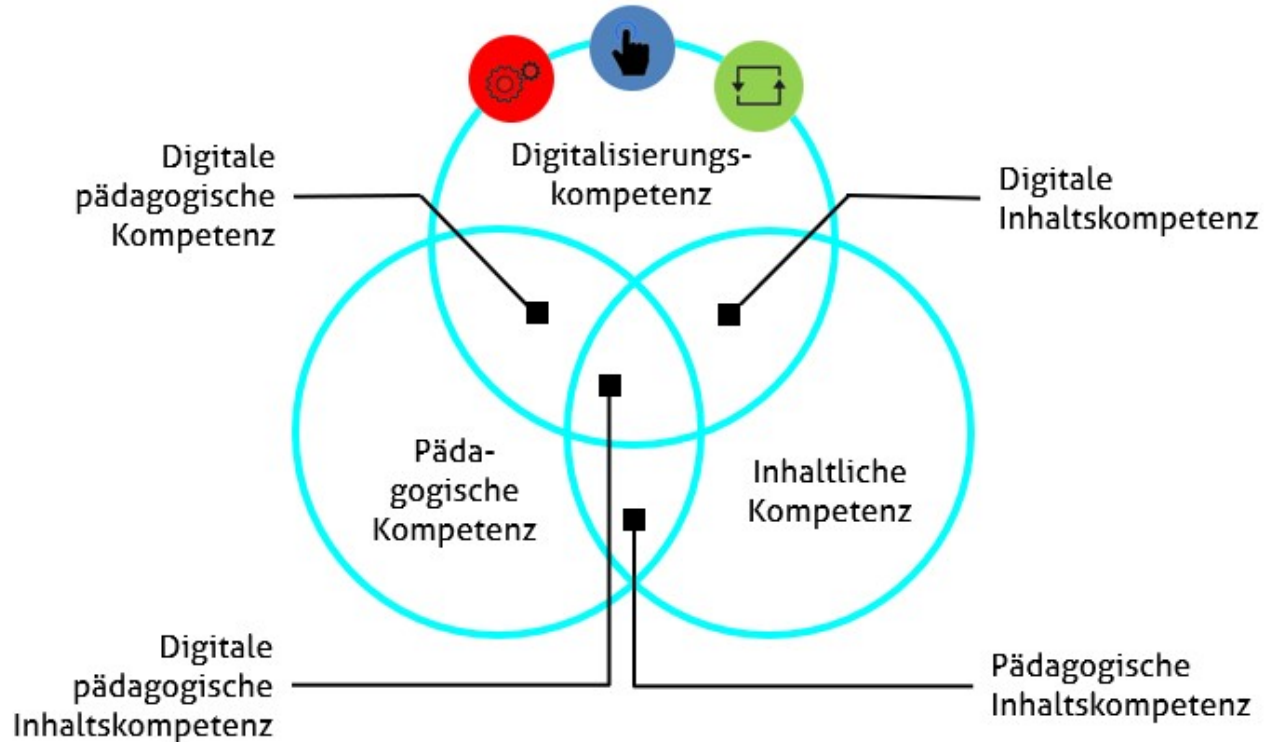 Digitalisierungs-
kompetenz
Digitale
pädagogische
Kompetenz
Digitale
Inhaltskompetenz
Päda-
gogische
Kompetenz
Inhaltliche
Kompetenz
Digitale
pädagogische
Inhaltskompetenz
Pädagogische
Inhaltskompetenz